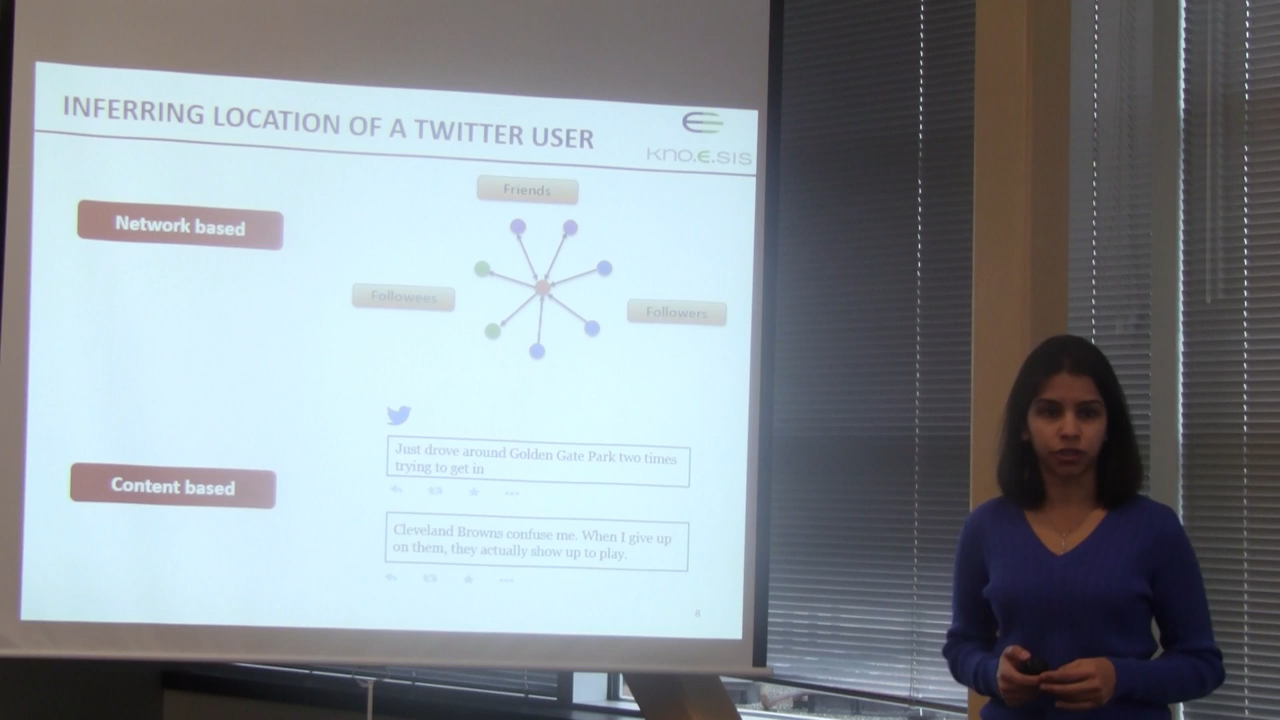 INFERRING LOCATION OF A TWITTER USER
KNO.E.SIS
Friends
Network based
Followees
Followers
Just drove around Golden Gate Park two times
trying to get in
Content based
Cleveland Browns confuse me. When I give up
on them, they actually show up to play.
8